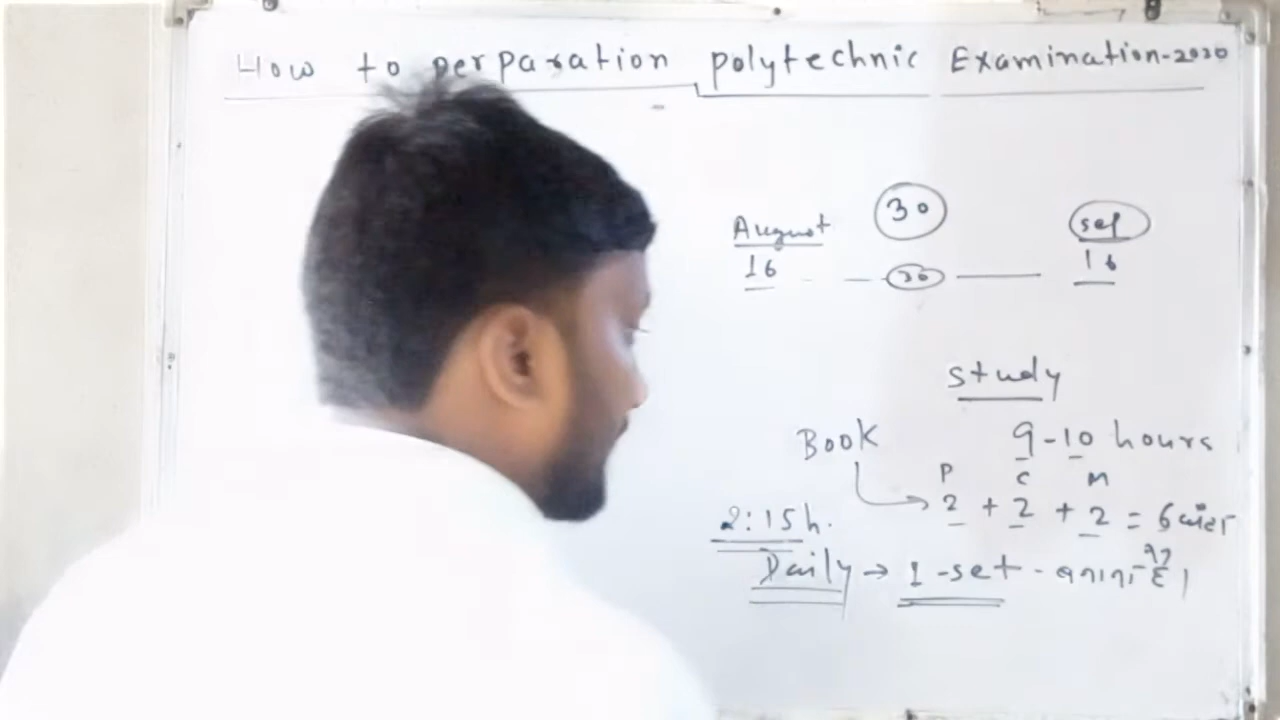 How to perparation polytechnic Examination-2020
August 30 sep
16 30 16
study
Book 9-10 hours
P C M
2 + 2 + 2 = 6
2:15h.
Daily → 1-set - बनाना है।